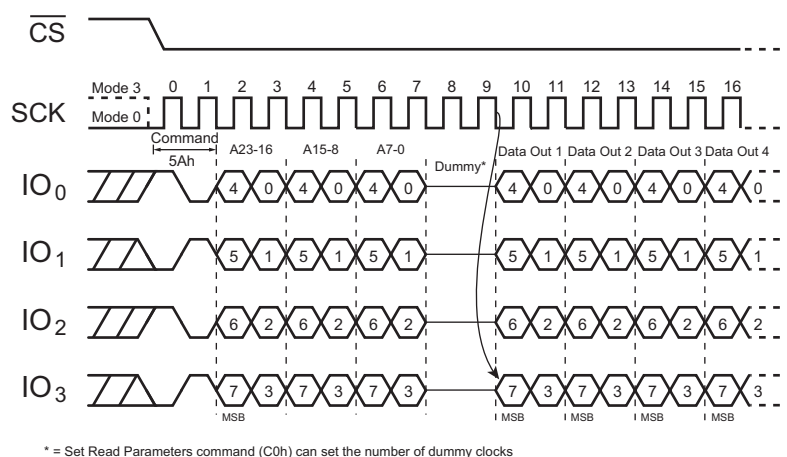 CS
Mode 3 0 1 2 3 4 5 6 7 8 9 10 11 12 13 14 15 16
SCK
Mode 0
Command A23-16 A15-8 A7-0 Dummy* Data Out 1 Data Out 2 Data Out 3 Data Out 4
5Ah
IO0 4 0 4 0 4 0 4 0 4 0 4 0 4 0
IO1 5 1 5 1 5 1 5 1 5 1 5 1 5 1
IO2 6 2 6 2 6 2 6 2 6 2 6 2 6 2
IO3 7 3 7 3 7 3 7 3 7 3 7 3 7 3
MSB MSB MSB MSB MSB
* = Set Read Parameters command (C0h) can set the number of dummy clocks